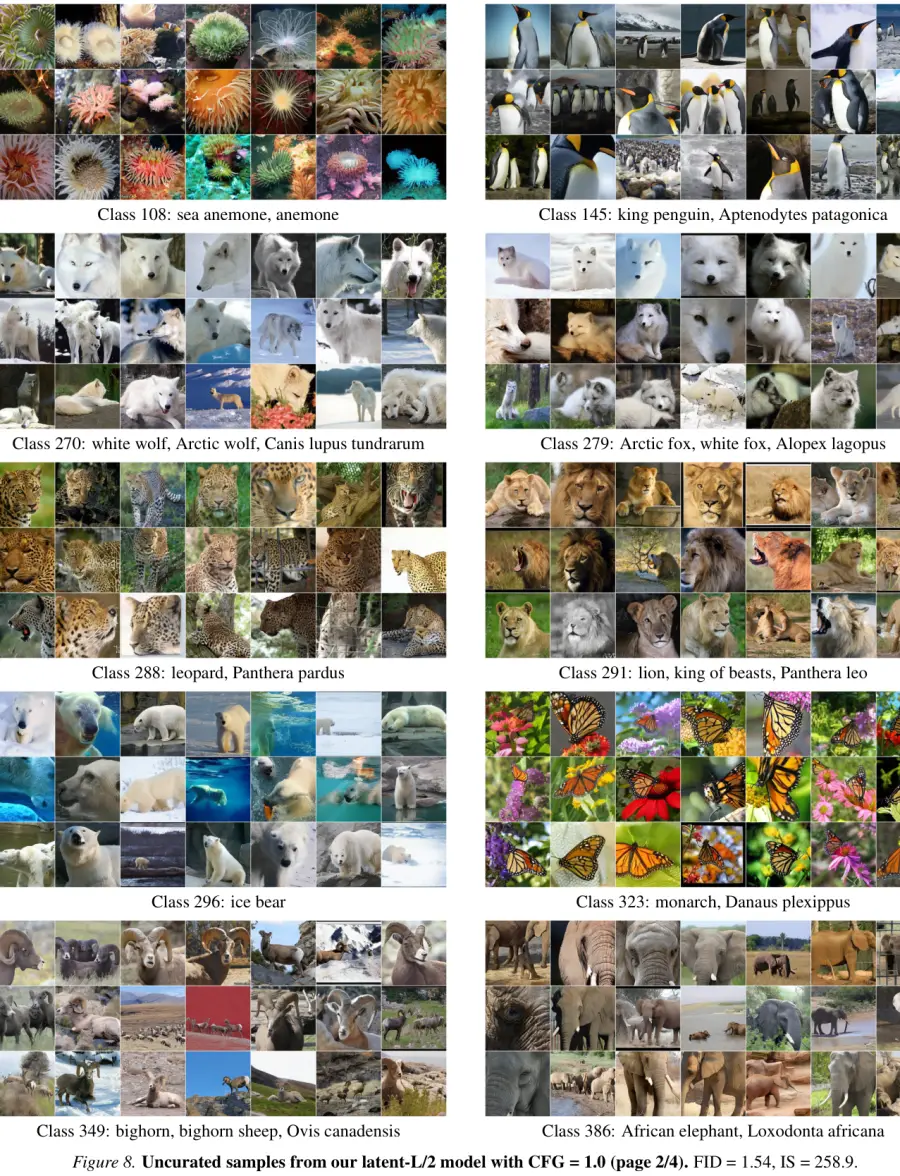 Class 108: sea anemone, anemone
Class 145: king penguin, Aptenodytes patagonica
Class 270: white wolf, Arctic wolf, Canis lupus tundrarum
Class 279: Arctic fox, white fox, Alopex lagopus
Class 288: leopard, Panthera pardus
Class 291: lion, king of beasts, Panthera leo
Class 296: ice bear
Class 323: monarch, Danaus plexippus
Class 349: bighorn, bighorn sheep, Ovis canadensis
Class 386: African elephant, Loxodonta africana
Figure 8. Uncurated samples from our latent-L/2 model with CFG = 1.0 (page 2/4). FID = 1.54, IS = 258.9.